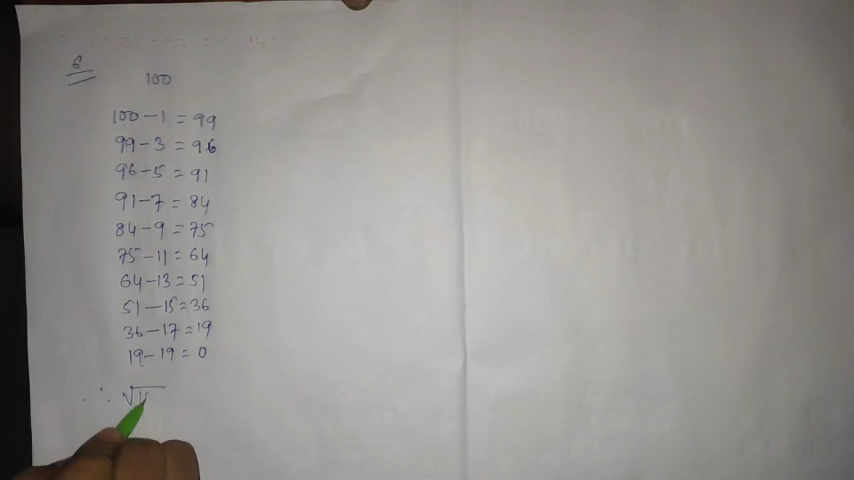 6
100
100 - 1 = 99
99 - 3 = 96
96 - 5 = 91
91 - 7 = 84
84 - 9 = 75
75 - 11 = 64
64 - 13 = 51
51 - 15 = 36
36 - 17 = 19
19 - 19 = 0
∴ √1